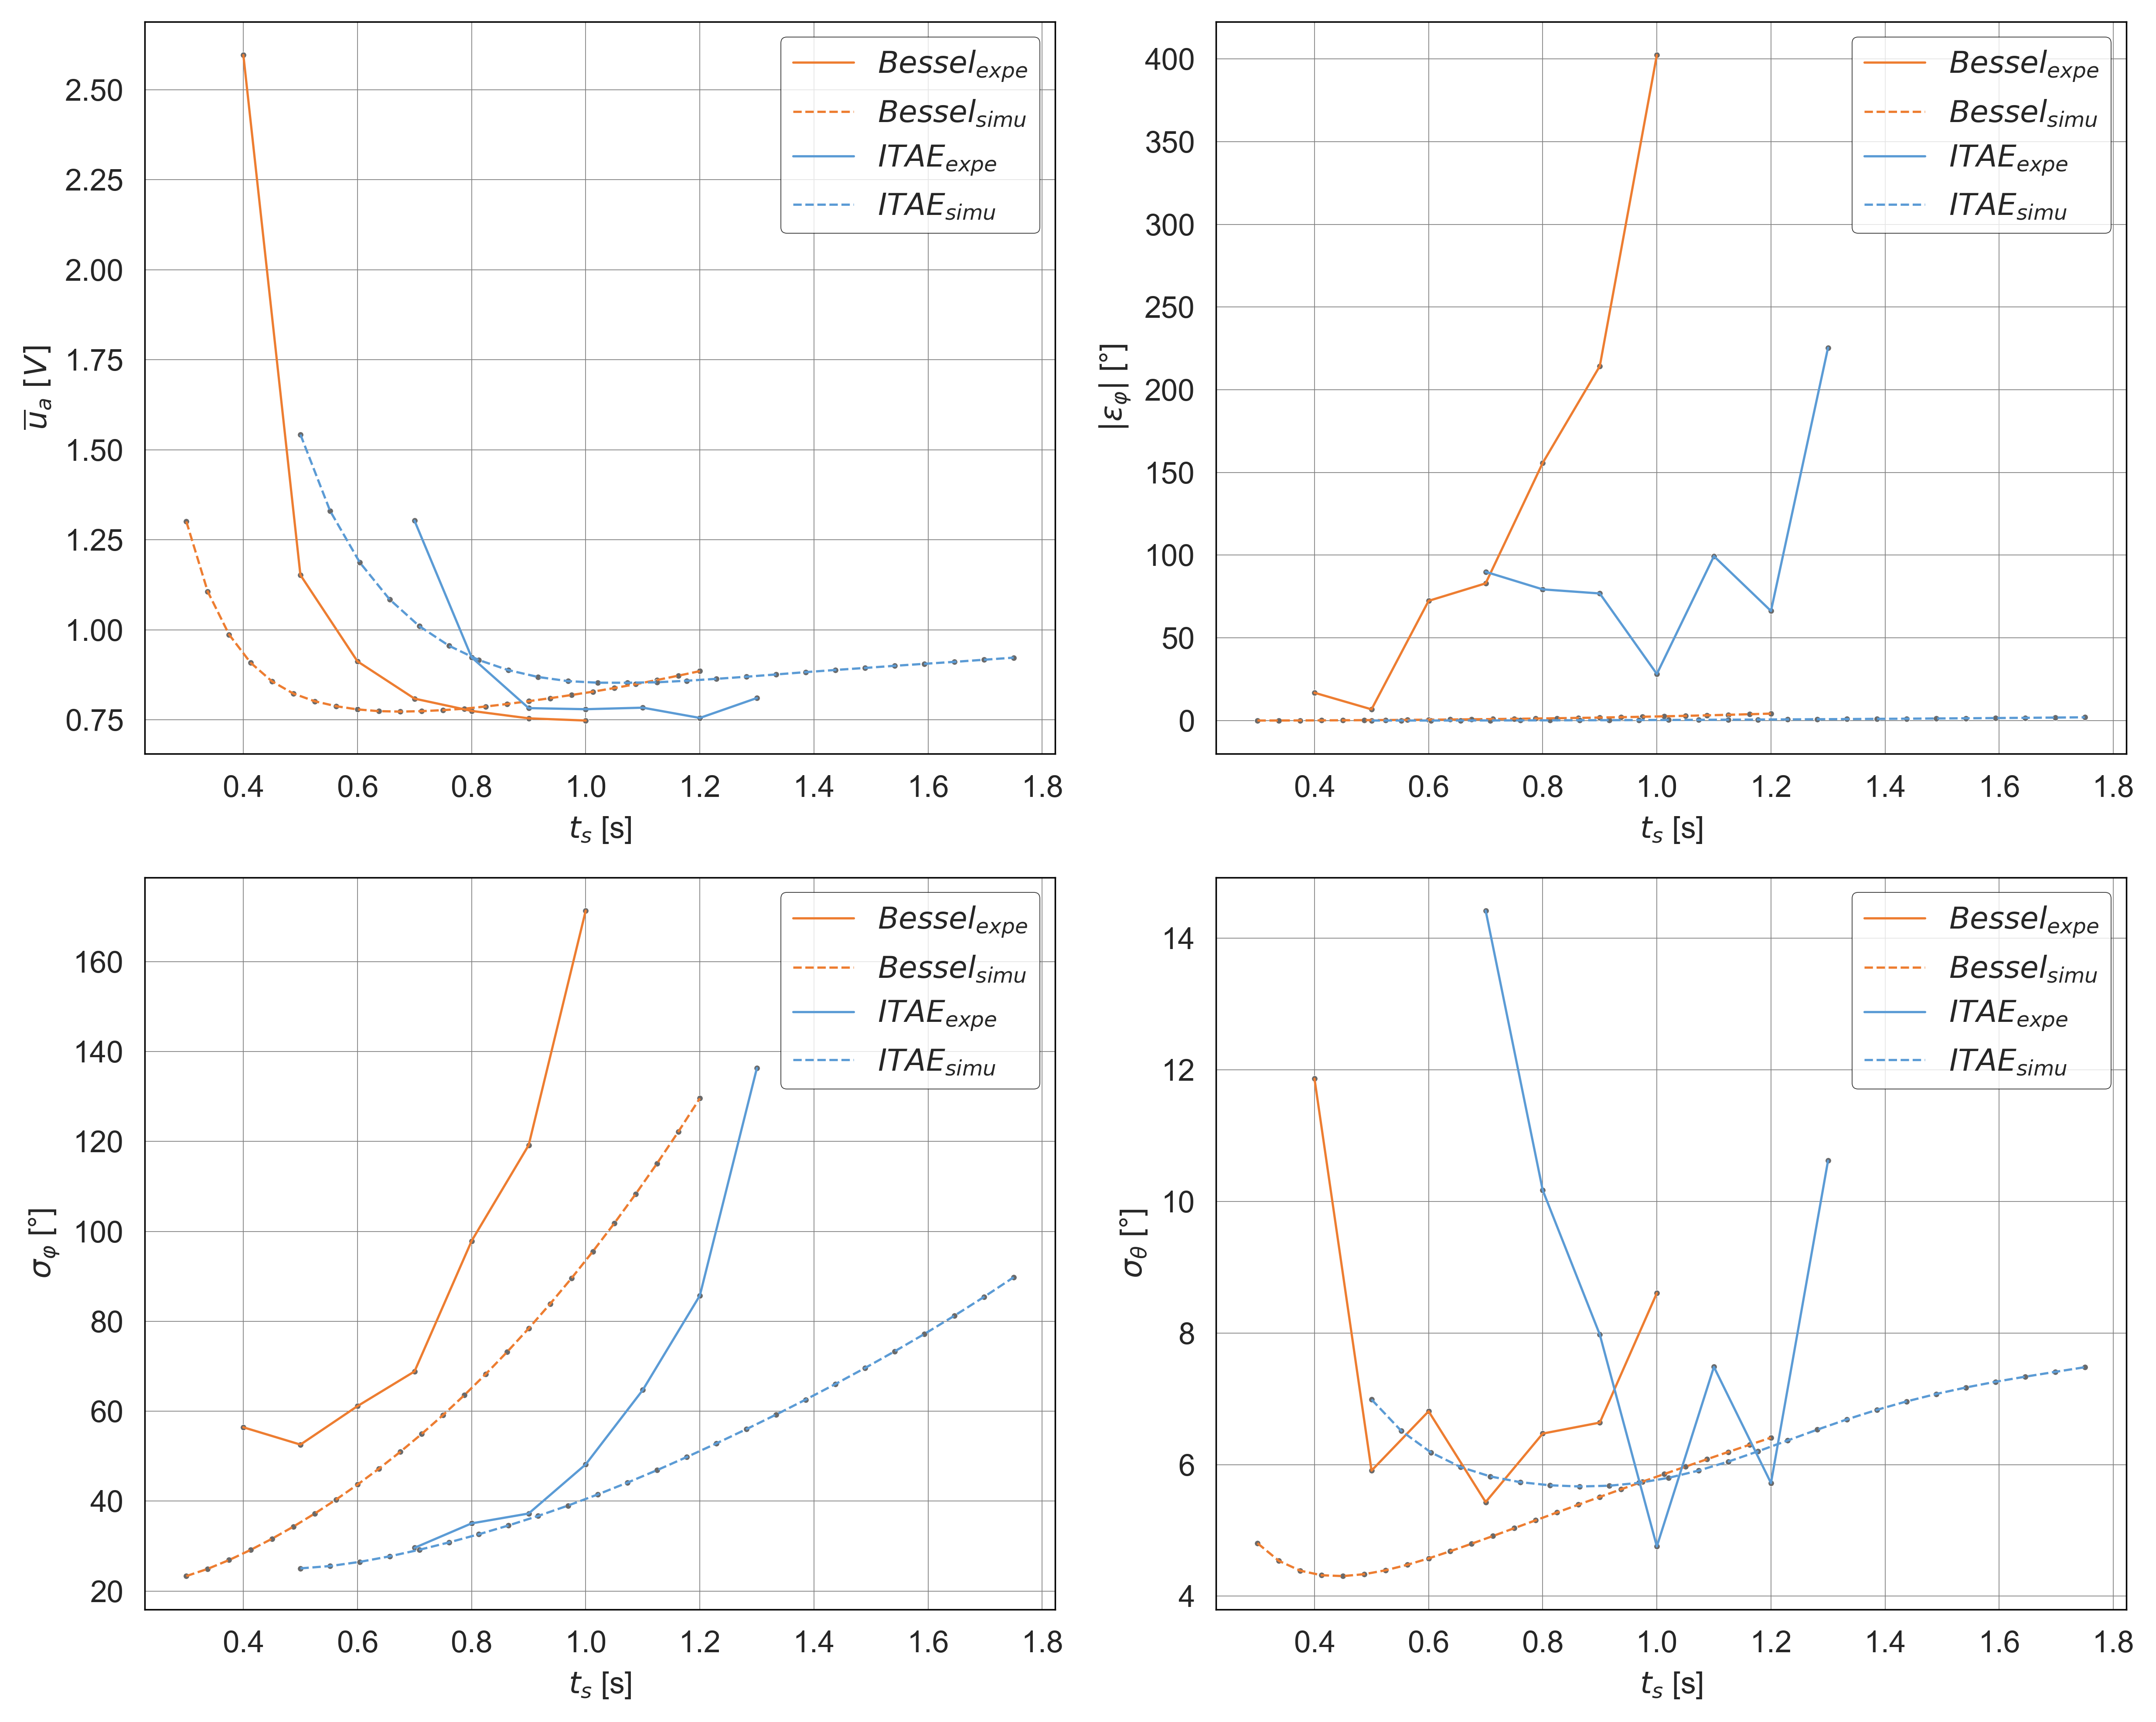 Bessel_expe
Bessel_simu
ITAE_expe
ITAE_simu
2.50
2.25
2.00
1.75
1.50
1.25
1.00
0.75
u̅_a [V]
0.4 0.6 0.8 1.0 1.2 1.4 1.6 1.8
t_s [s]
Bessel_expe
Bessel_simu
ITAE_expe
ITAE_simu
400
350
300
250
200
150
100
50
0
|ε_φ| [°]
0.4 0.6 0.8 1.0 1.2 1.4 1.6 1.8
t_s [s]
Bessel_expe
Bessel_simu
ITAE_expe
ITAE_simu
160
140
120
100
80
60
40
20
σ_φ [°]
0.4 0.6 0.8 1.0 1.2 1.4 1.6 1.8
t_s [s]
Bessel_expe
Bessel_simu
ITAE_expe
ITAE_simu
14
12
10
8
6
4
σ_θ [°]
0.4 0.6 0.8 1.0 1.2 1.4 1.6 1.8
t_s [s]